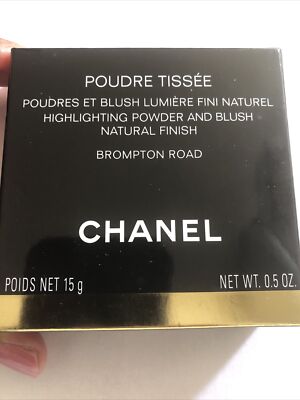 POUDRE TISSÉE
POUDRES ET BLUSH LUMIÈRE FINI NATUREL
HIGHLIGHTING POWDER AND BLUSH
NATURAL FINISH
BROMPTON ROAD
CHANEL
POIDS NET 15 g NET WT. 0.5 OZ.